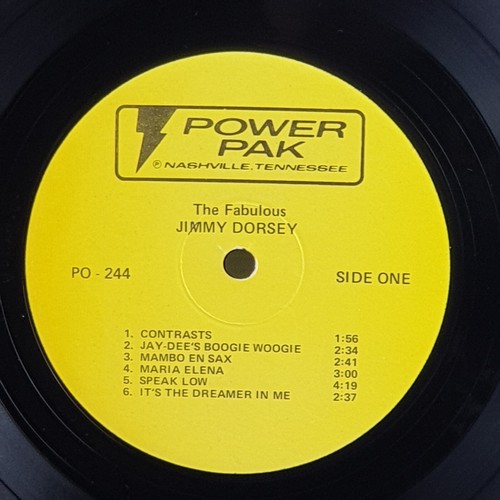 POWER
PAK
℗ NASHVILLE, TENNESSEE
The Fabulous
JIMMY DORSEY
PO - 244
SIDE ONE
1. CONTRASTS 1:56
2. JAY-DEE'S BOOGIE WOOGIE 2:34
3. MAMBO EN SAX 2:41
4. MARIA ELENA 3:00
5. SPEAK LOW 4:19
6. IT'S THE DREAMER IN ME 2:37